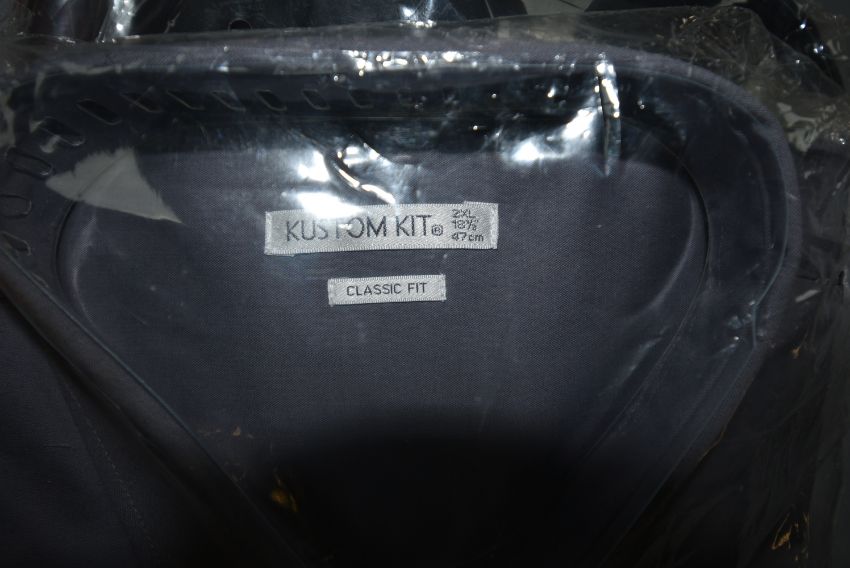 KUSTOM KIT®
2XL
18½
47cm
CLASSIC FIT